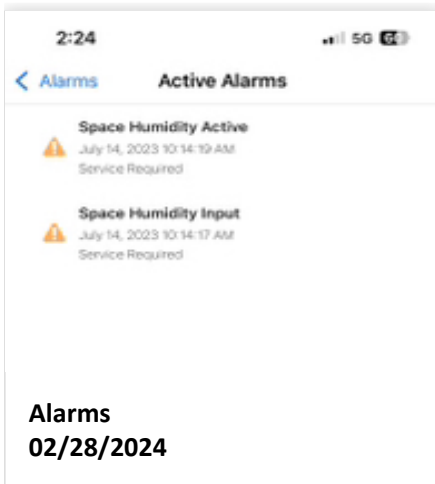 2:24
5G
Alarms
Active Alarms
Space Humidity Active
July 14, 2023 10:14:19 AM
Service Required
Space Humidity Input
July 14, 2023 10:14:17 AM
Service Required
Alarms
02/28/2024